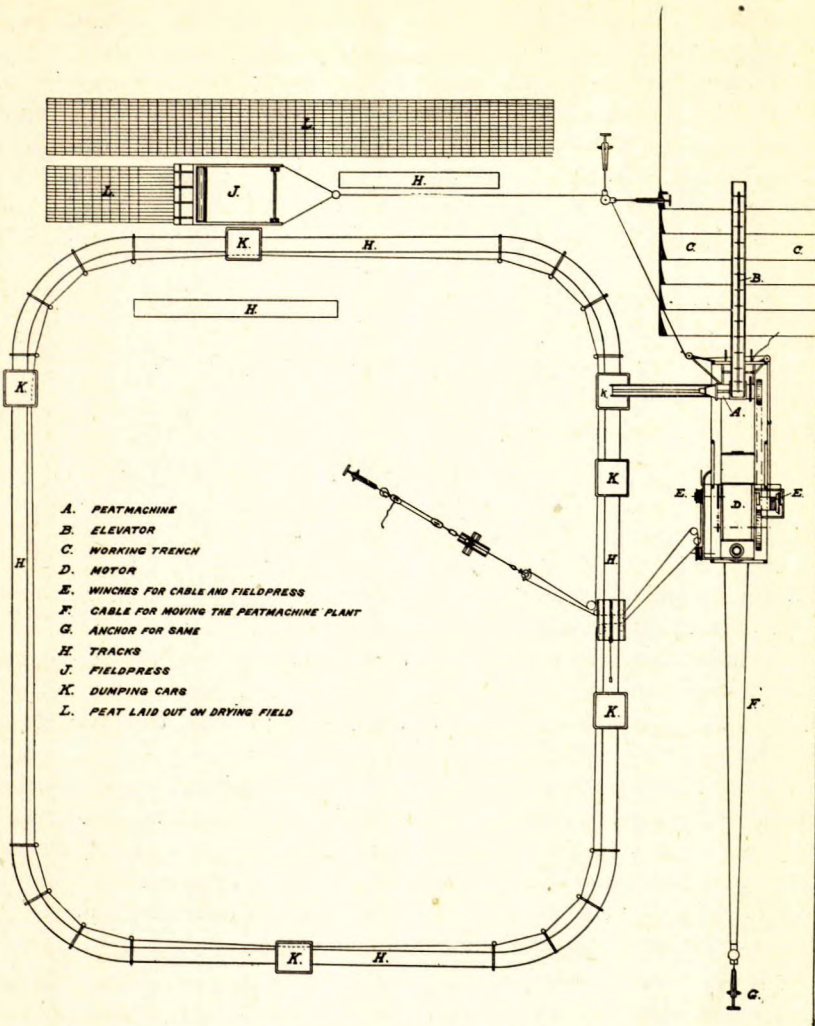 L.
L.
J.
H.
K.
H.
H.
C.
C.
B.
K.
K.
A.
K.
E.
D.
E.
H.
H.
K.
F.
K.
H.
G.
A. PEATMACHINE
B. ELEVATOR
C. WORKING TRENCH
D. MOTOR
E. WINCHES FOR CABLE AND FIELDPRESS
F. CABLE FOR MOVING THE PEATMACHINE PLANT
G. ANCHOR FOR SAME
H. TRACKS
J. FIELDPRESS
K. DUMPING CARS
L. PEAT LAID OUT ON DRYING FIELD